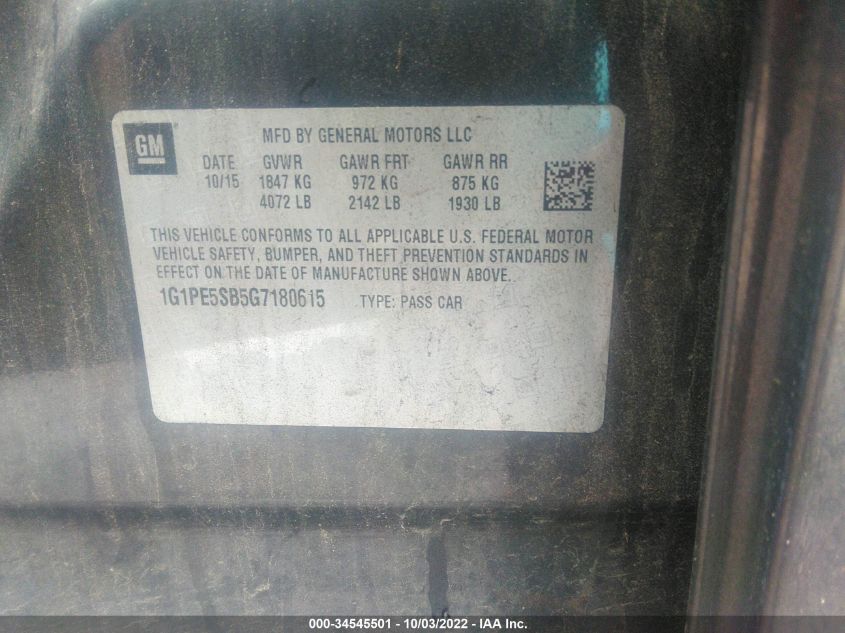 GM
MFD BY GENERAL MOTORS LLC
DATE GVWR GAWR FRT GAWR RR
10/15 1847 KG 972 KG 875 KG
4072 LB 2142 LB 1930 LB
THIS VEHICLE CONFORMS TO ALL APPLICABLE U.S. FEDERAL MOTOR
VEHICLE SAFETY, BUMPER, AND THEFT PREVENTION STANDARDS IN
EFFECT ON THE DATE OF MANUFACTURE SHOWN ABOVE.
1G1PE5SB5G7180615 TYPE: PASS CAR
000-34545501 - 10/03/2022 - IAA Inc.